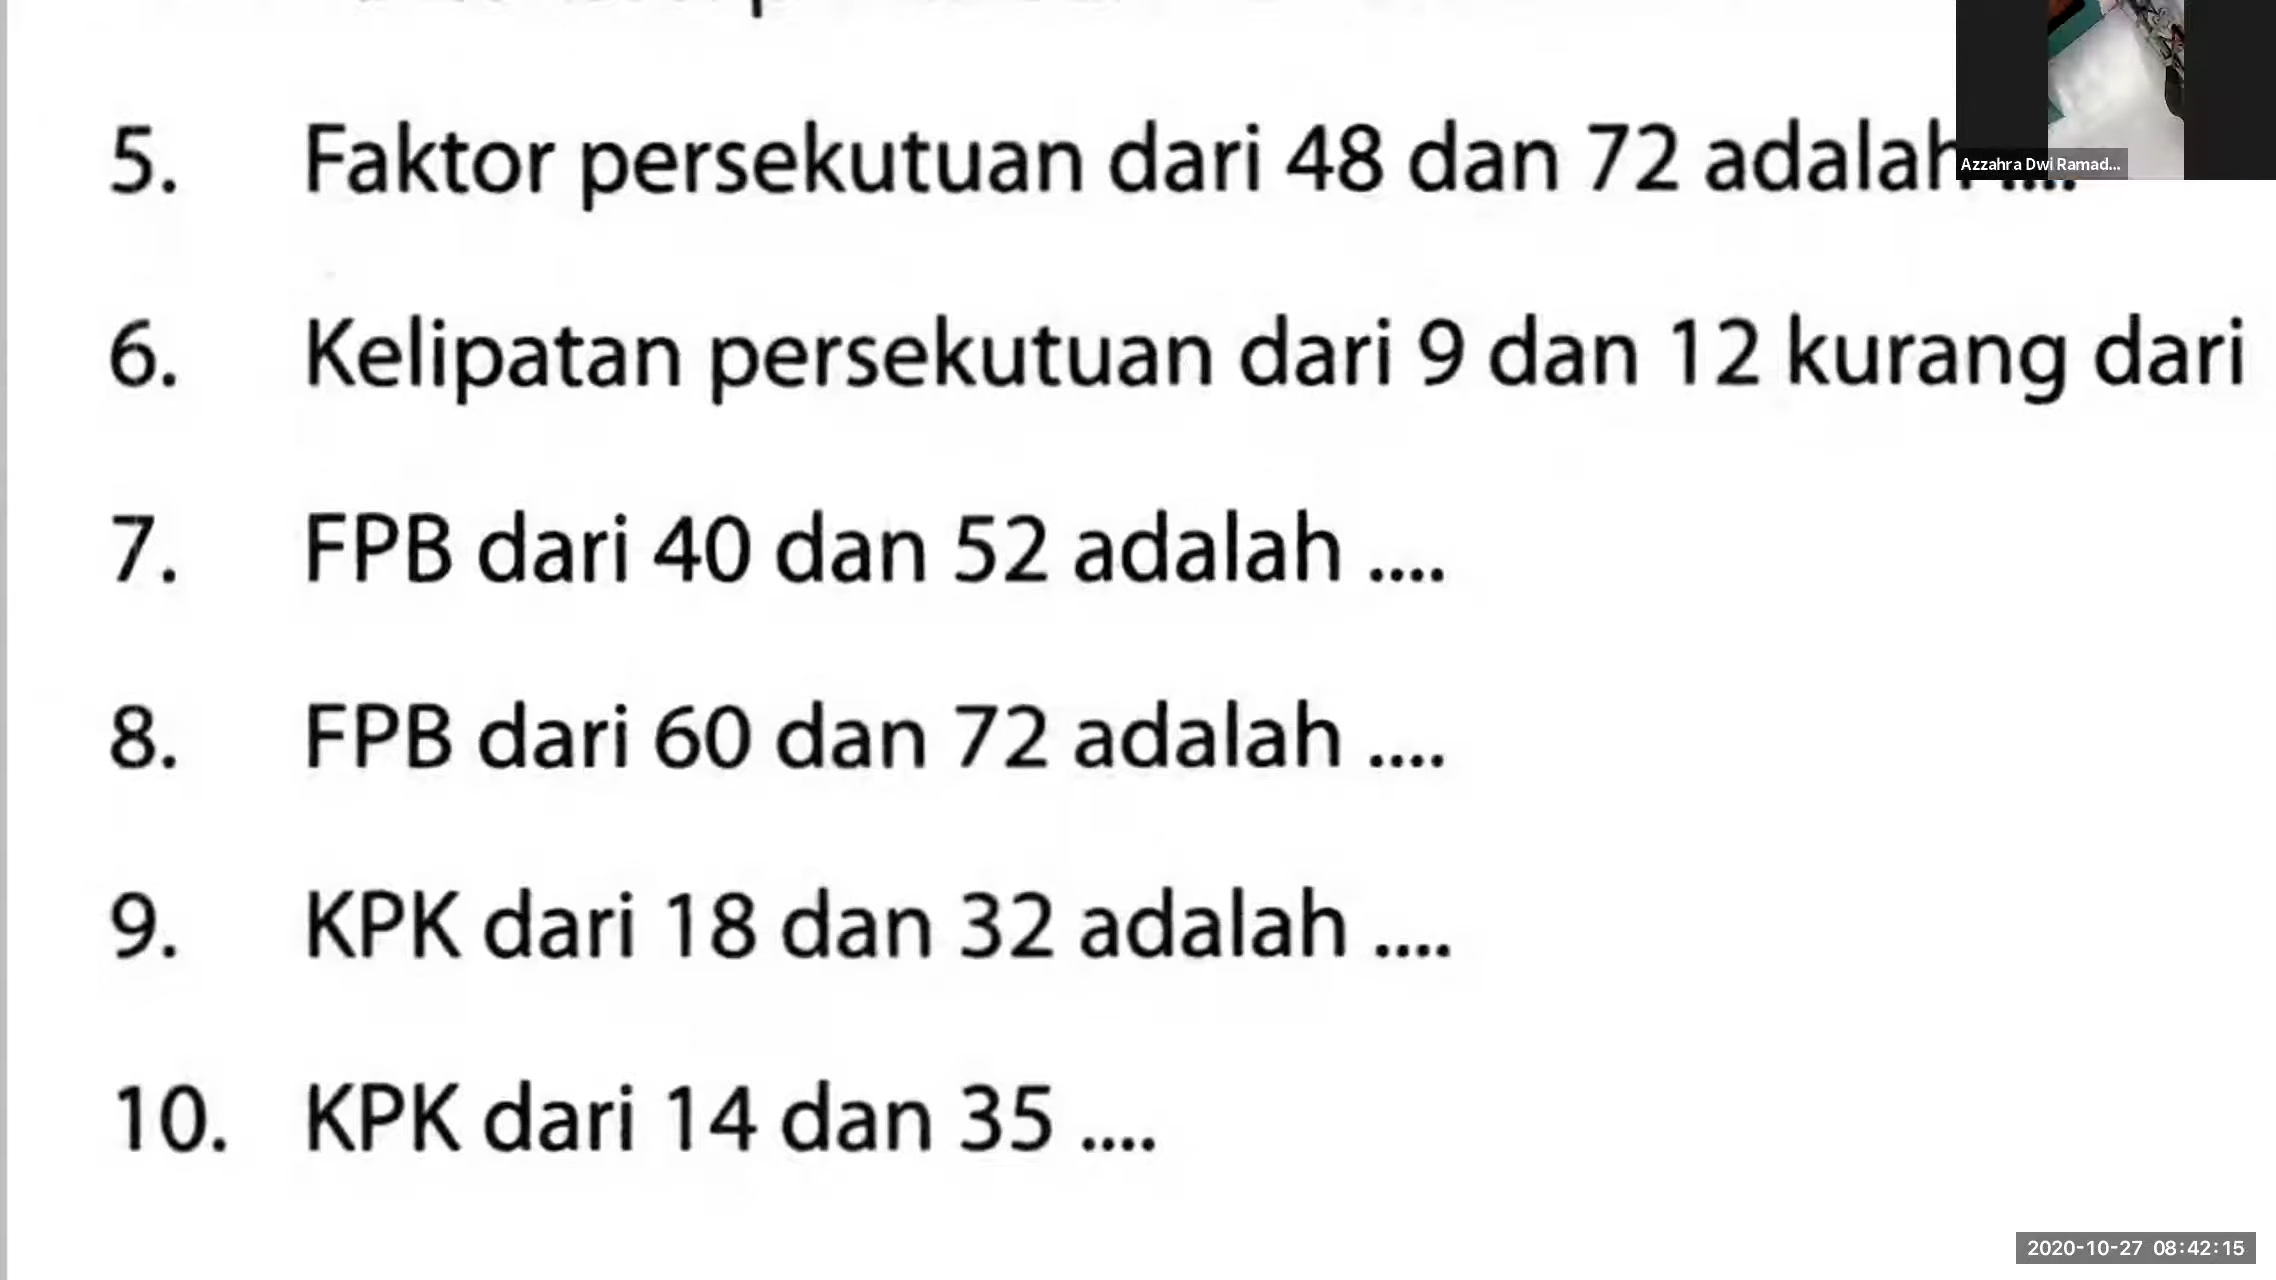 5. Faktor persekutuan dari 48 dan 72 adalah ....
Azzahra Dwi Ramad...
6. Kelipatan persekutuan dari 9 dan 12 kurang dari
7. FPB dari 40 dan 52 adalah ....
8. FPB dari 60 dan 72 adalah ....
9. KPK dari 18 dan 32 adalah ....
10. KPK dari 14 dan 35 ....
2020-10-27 08:42:15